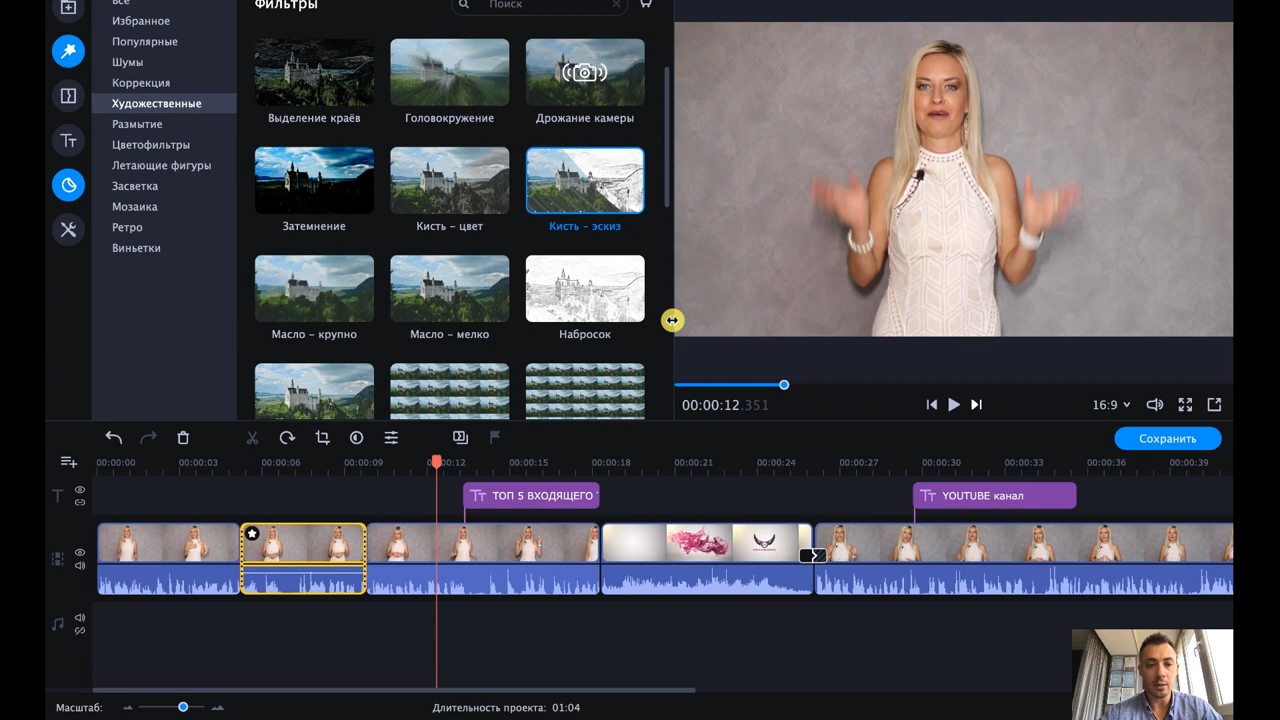 Все
Избранное
Популярные
Шумы
Коррекция
Художественные
Размытие
Цветофильтры
Летающие фигуры
Засветка
Мозаика
Ретро
Виньетки
Фильтры
Поиск
Выделение краёв
Головокружение
Дрожание камеры
Затемнение
Кисть – цвет
Кисть – эскиз
Масло – крупно
Масло – мелко
Набросок
00:00:12.351
16:9
Сохранить
00:00:00 00:00:03 00:00:06 00:00:09 00:00:12 00:00:15 00:00:18 00:00:21 00:00:24 00:00:27 00:00:30 00:00:33 00:00:36 00:00:39
ТОП 5 ВХОДЯЩЕГО
YOUTUBE канал
Масштаб:
Длительность проекта: 01:04